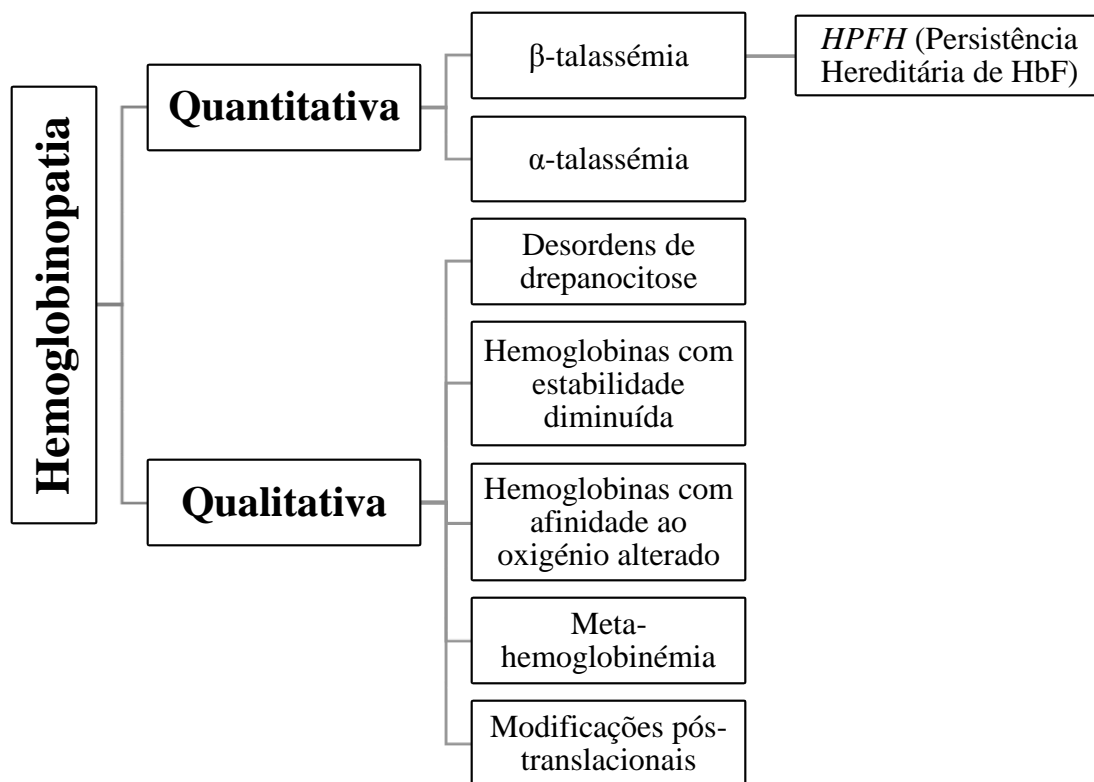 Hemoglobinopatia
Quantitativa
β-talassémia
HPFH (Persistência
Hereditária de HbF)
α-talassémia
Qualitativa
Desordens de
drepanocitose
Hemoglobinas com
estabilidade
diminuída
Hemoglobinas com
afinidade ao
oxigénio alterado
Meta-
hemoglobinémia
Modificações pós-
translacionais